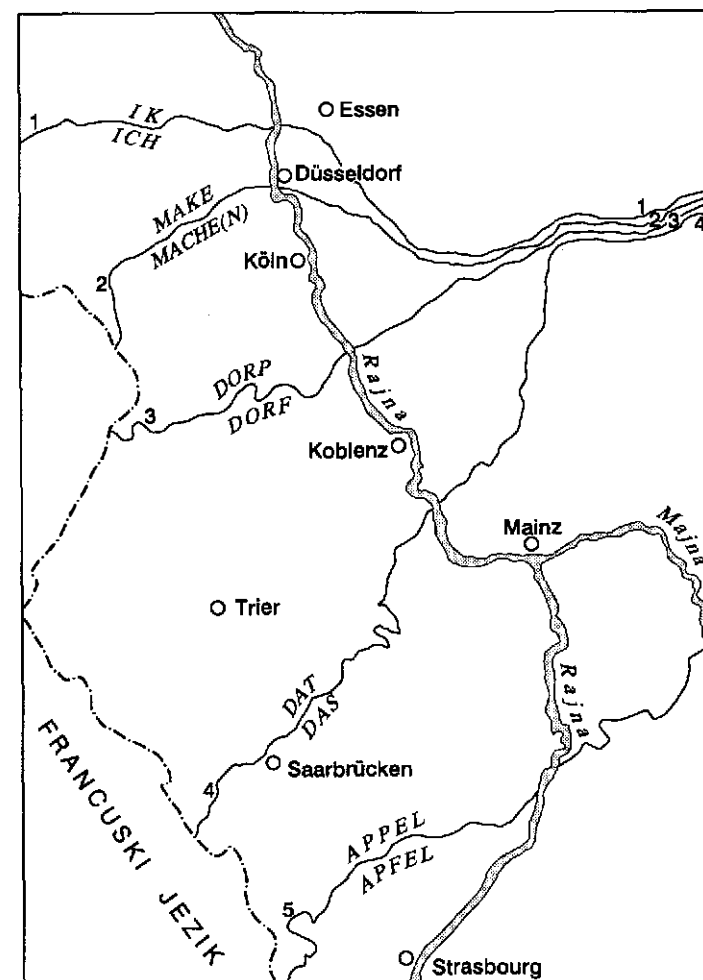 Essen
1
IK
ICH
Düsseldorf
MAKE
MACHE(N)
1
2 3
4
Köln
2
Rajna
DORP
DORF
3
Koblenz
Mainz
Majna
Trier
Rajna
DAT
DAS
Saarbrücken
4
FRANCUSKI JEZIK
APPEL
APFEL
5
Strasbourg